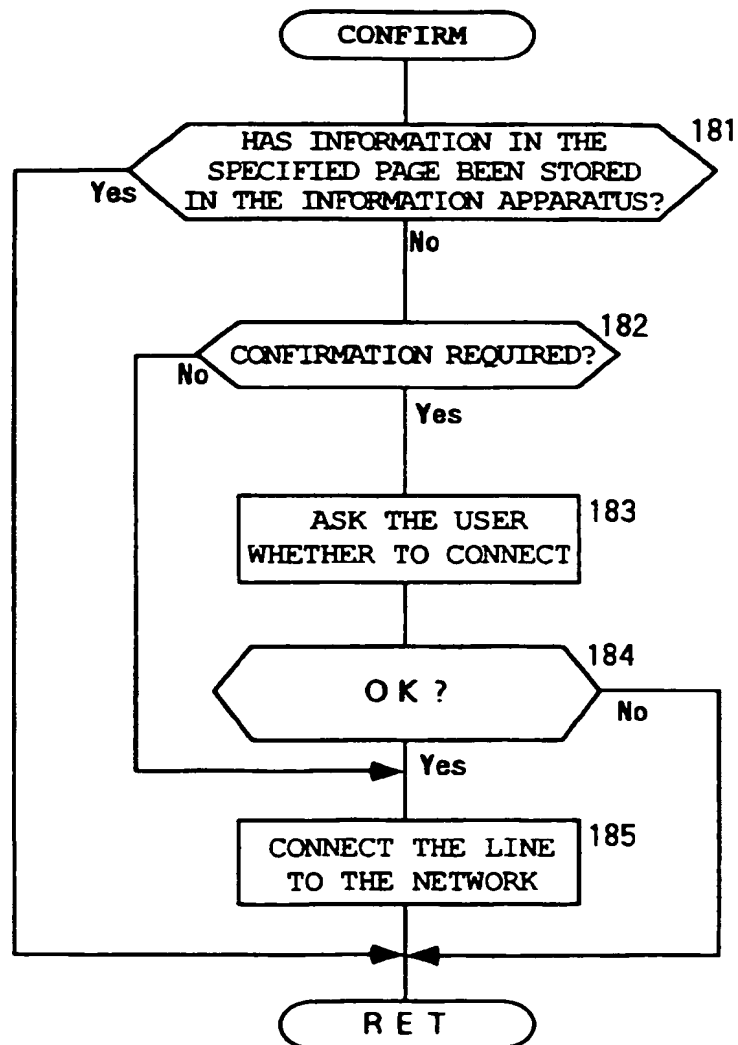 CONFIRM
181
HAS INFORMATION IN THE
SPECIFIED PAGE BEEN STORED
IN THE INFORMATION APPARATUS?
Yes
No
182
CONFIRMATION REQUIRED?
No
Yes
183
ASK THE USER
WHETHER TO CONNECT
184
OK?
No
Yes
185
CONNECT THE LINE
TO THE NETWORK
RET